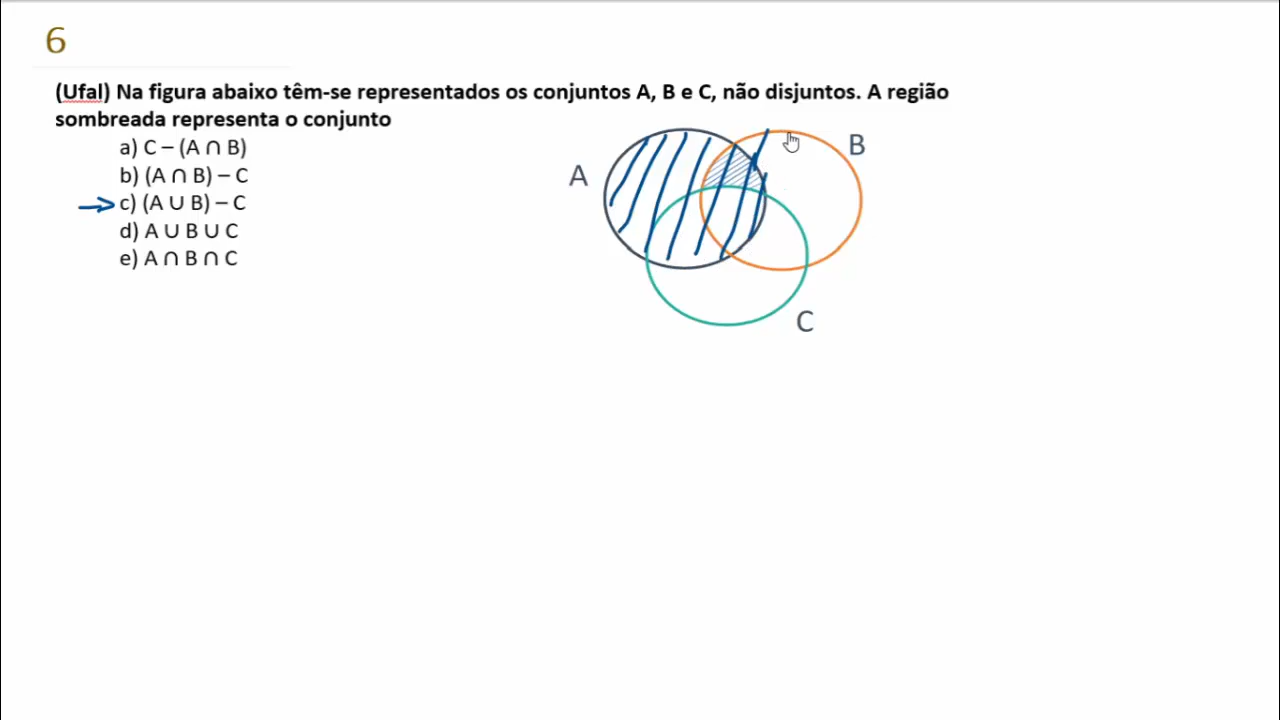 6
(Ufal) Na figura abaixo têm-se representados os conjuntos A, B e C, não disjuntos. A região
sombreada representa o conjunto
a) C – (A ∩ B)
b) (A ∩ B) – C
c) (A ∪ B) – C
d) A ∪ B ∪ C
e) A ∩ B ∩ C
A
B
C